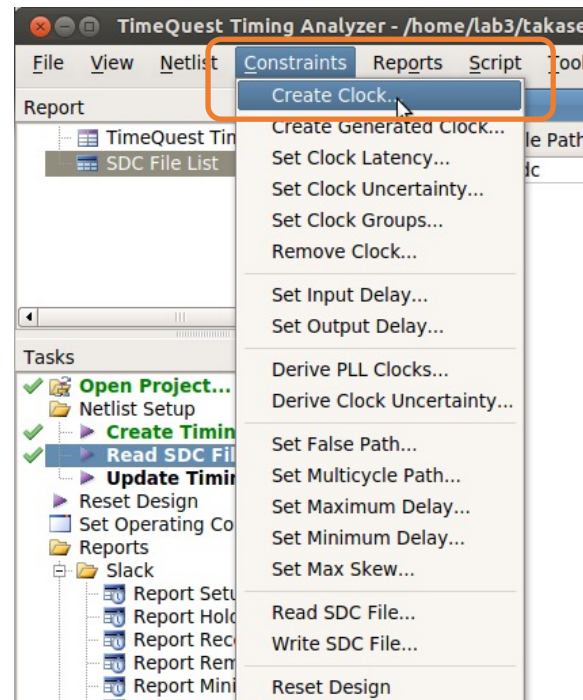 TimeQuest Timing Analyzer - /home/lab3/takase
File View Netlist Constraints Reports Script Tool
Report
TimeQuest Tim
SDC File List
le Path
dc
Create Clock...
Create Generated Clock...
Set Clock Latency...
Set Clock Uncertainty...
Set Clock Groups...
Remove Clock...
Set Input Delay...
Set Output Delay...
Derive PLL Clocks...
Derive Clock Uncertainty...
Set False Path...
Set Multicycle Path...
Set Maximum Delay...
Set Minimum Delay...
Set Max Skew...
Read SDC File...
Write SDC File...
Reset Design
Tasks
Open Project...
Netlist Setup
Create Timin
Read SDC Fil
Update Timin
Reset Design
Set Operating Co
Reports
Slack
Report Setu
Report Hold
Report Reco
Report Rem
Report Mini